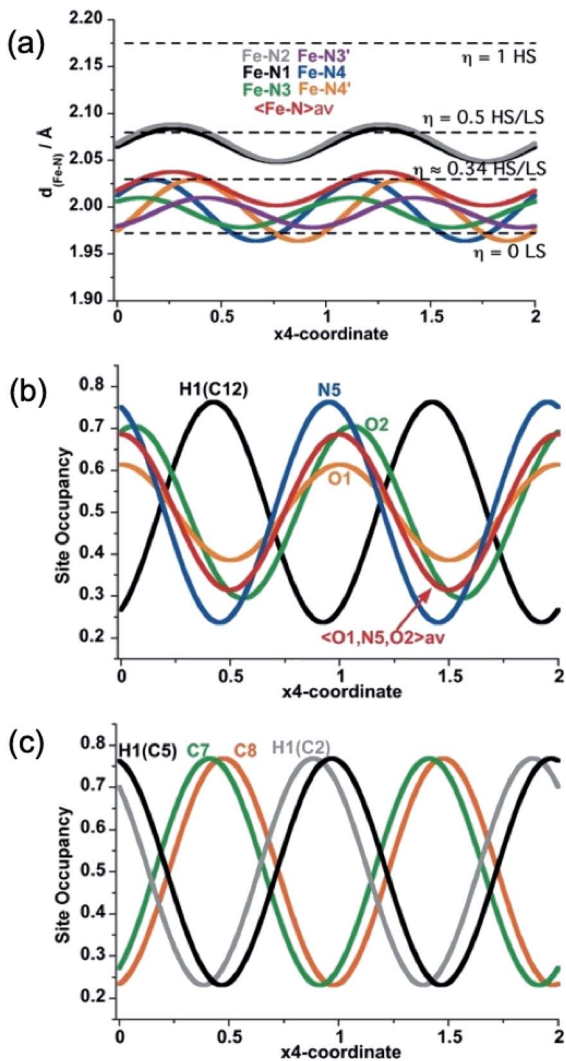 (a)
2.20
2.15
2.10
2.05
2.00
1.95
1.90
d(Fe-N) / Å
Fe-N2 Fe-N3'
Fe-N1 Fe-N4
Fe-N3 Fe-N4'
<Fe-N>av
η = 1 HS
η = 0.5 HS/LS
η ≈ 0.34 HS/LS
η = 0 LS
0 0.5 1 1.5 2
x4-coordinate
(b)
0.8
0.7
0.6
0.5
0.4
0.3
0.2
Site Occupancy
H1(C12) N5
O2
O1
<O1,N5,O2>av
0 0.5 1 1.5 2
x4-coordinate
(c)
0.8
0.7
0.6
0.5
0.4
0.3
0.2
Site Occupancy
H1(C5) C7 C8 H1(C2)
0 0.5 1 1.5 2
x4-coordinate